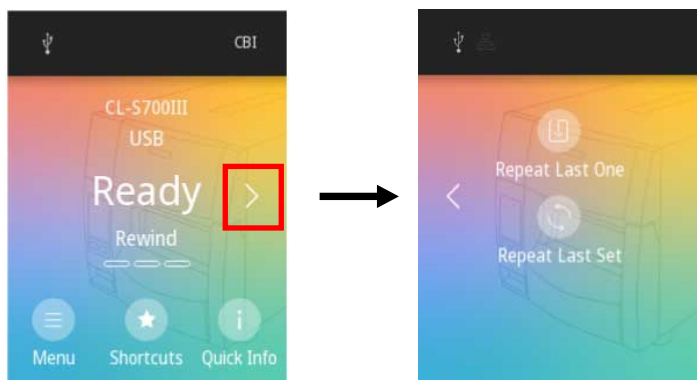 CBI
CL-S700III
USB
Ready
Rewind
Menu Shortcuts Quick Info
Repeat Last One
Repeat Last Set